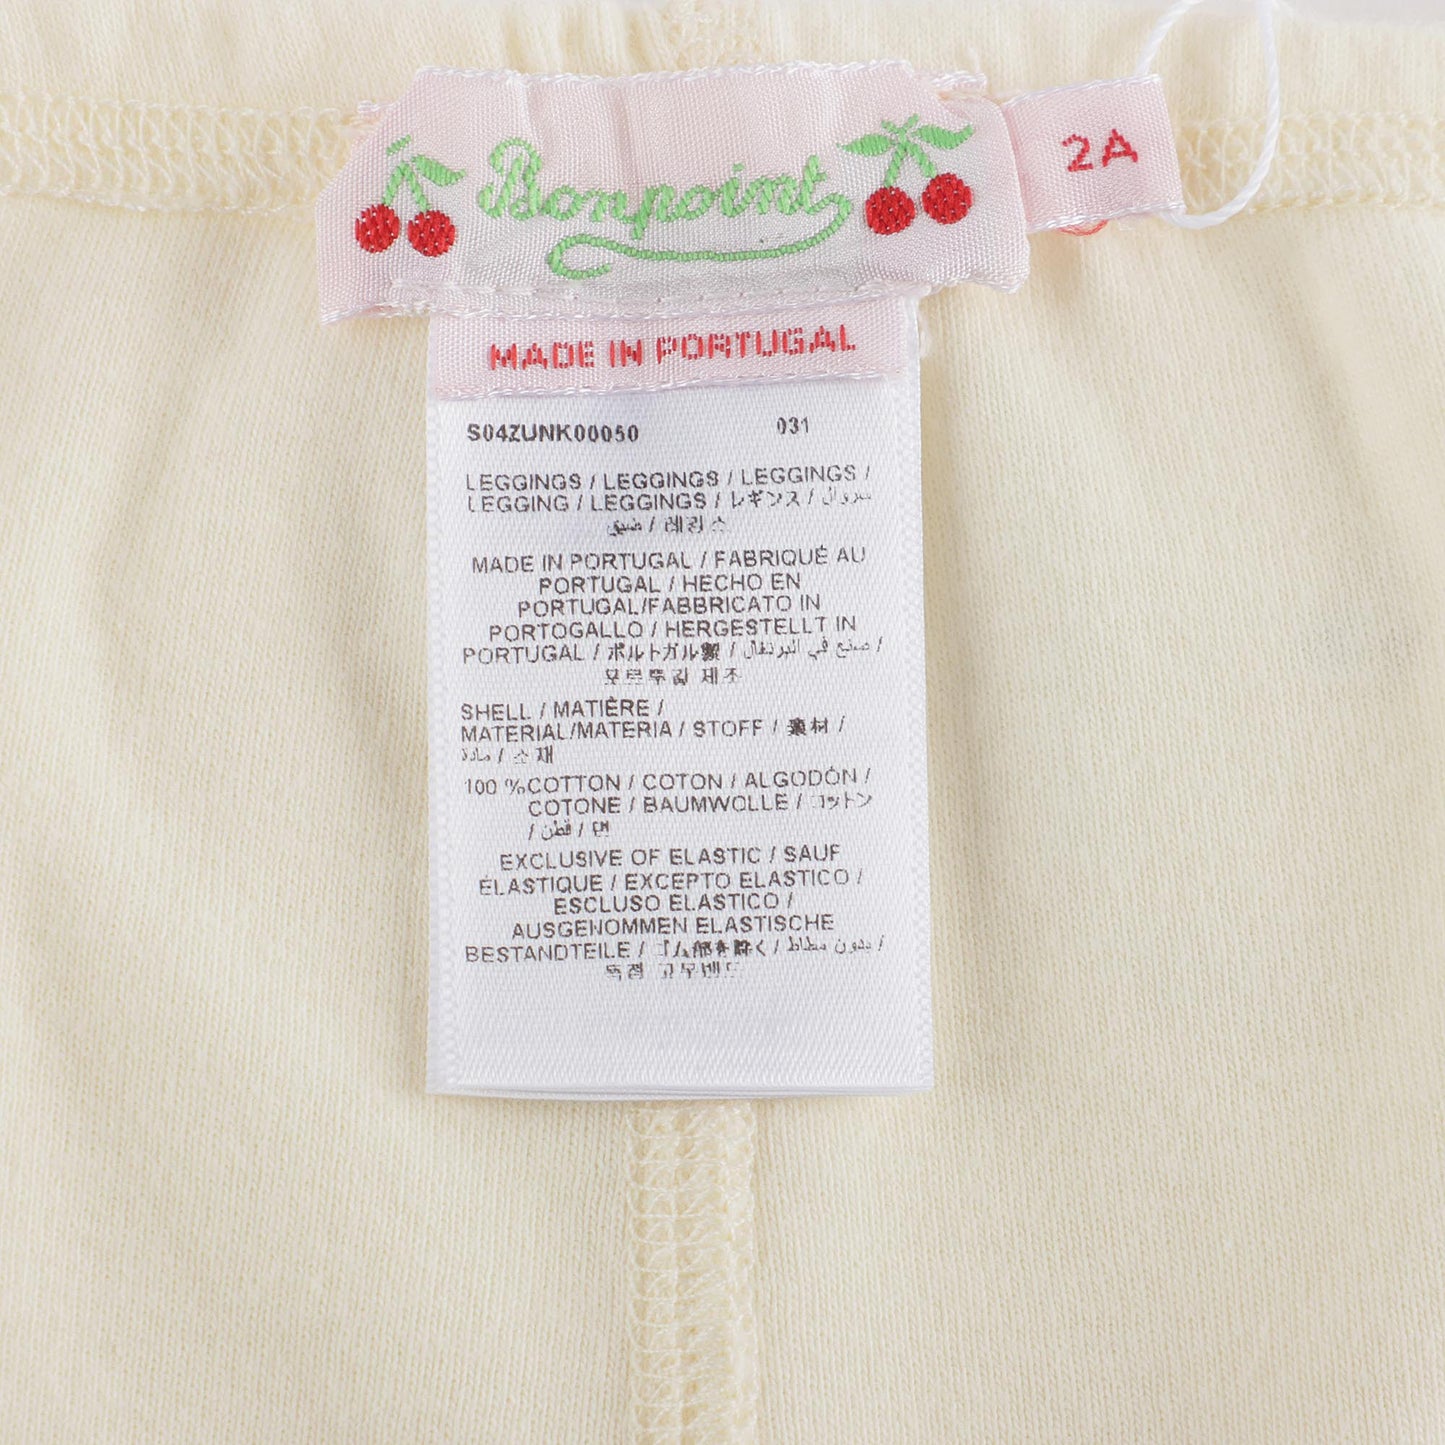 Bonpoint
2A
MADE IN PORTUGAL
S04ZUNK00050 031
LEGGINGS / LEGGINGS / LEGGINGS /
LEGGING / LEGGINGS / レギンス / سروال
ضيق / 레깅스
MADE IN PORTUGAL / FABRIQUÉ AU
PORTUGAL / HECHO EN
PORTUGAL/FABBRICATO IN
PORTOGALLO / HERGESTELLT IN
PORTUGAL / ポルトガル製 / صنع في البرتغال /
포르투갈 제조
SHELL / MATIÈRE /
MATERIAL/MATERIA / STOFF / 素材 /
مادة / 소재
100 %COTTON / COTON / ALGODÓN /
COTONE / BAUMWOLLE / コットン
/ قطن / 면
EXCLUSIVE OF ELASTIC / SAUF
ÉLASTIQUE / EXCEPTO ELASTICO /
ESCLUSO ELASTICO /
AUSGENOMMEN ELASTISCHE
BESTANDTEILE / ゴム部を除く / بدون مطاط /